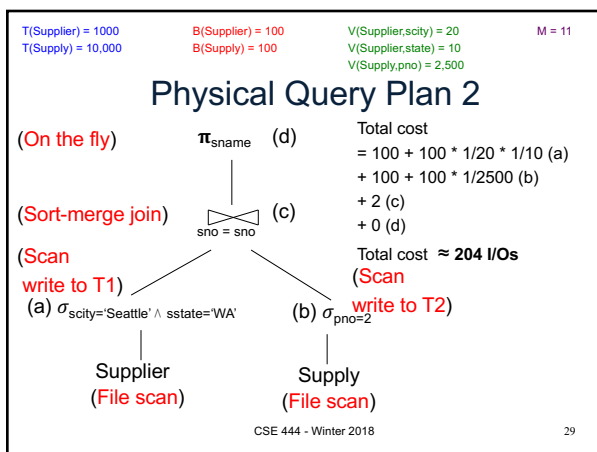 T(Supplier) = 1000
T(Supply) = 10,000
B(Supplier) = 100
B(Supply) = 100
V(Supplier,scity) = 20
V(Supplier,state) = 10
V(Supply,pno) = 2,500
M = 11
Physical Query Plan 2
(On the fly)
π sname
(d)
(Sort-merge join)
(c)
sno = sno
(Scan
write to T1)
(a) σ scity='Seattle' ∧ sstate='WA'
Supplier
(File scan)
(b) σ pno=2
(Scan
write to T2)
Supply
(File scan)
Total cost
= 100 + 100 * 1/20 * 1/10 (a)
+ 100 + 100 * 1/2500 (b)
+ 2 (c)
+ 0 (d)
Total cost ≈ 204 I/Os
CSE 444 - Winter 2018
29